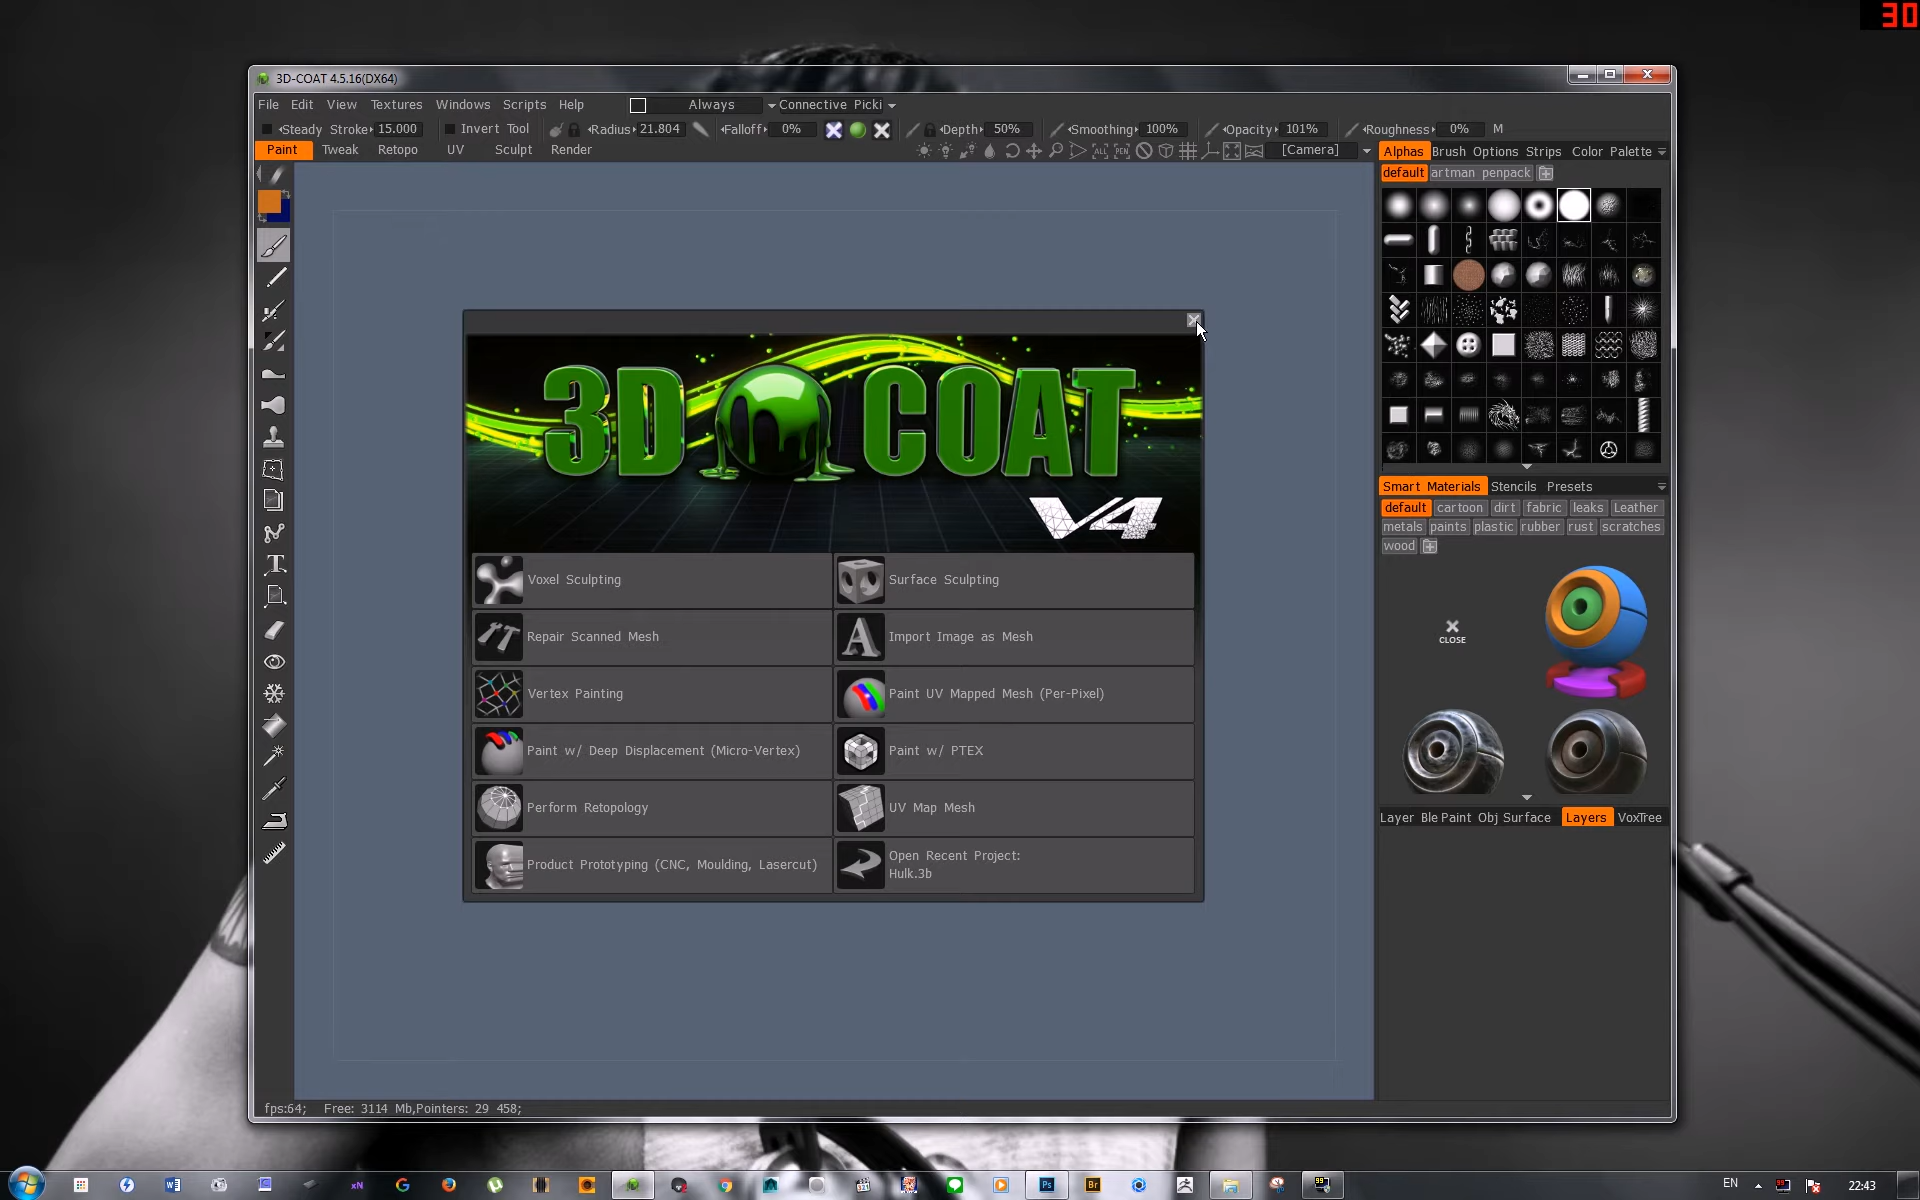 30
3D-COAT 4.5.16(DX64)
File Edit View Textures Windows Scripts Help Always Connective Picki
Steady Stroke 15.000 Invert Tool Radius 21.804 Falloff 0% Depth 50% Smoothing 100% Opacity 101% Roughness 0% M
Paint Tweak Retopo UV Sculpt Render ALL PEN [Camera]
Alphas Brush Options Strips Color Palette
default artman penpack
3D COAT
V4
Voxel Sculpting
Surface Sculpting
Repair Scanned Mesh
Import Image as Mesh
Vertex Painting
Paint UV Mapped Mesh (Per-Pixel)
Paint w/ Deep Displacement (Micro-Vertex)
Paint w/ PTEX
Perform Retopology
UV Map Mesh
Product Prototyping (CNC, Moulding, Lasercut)
Open Recent Project:
Hulk.3b
Smart Materials Stencils Presets
default cartoon dirt fabric leaks Leather
metals paints plastic rubber rust scratches
wood
CLOSE
Layer Ble Paint Obj Surface Layers VoxTree
fps:64; Free: 3114 Mb,Pointers: 29 458;
xN G Ps Br
EN 22:43